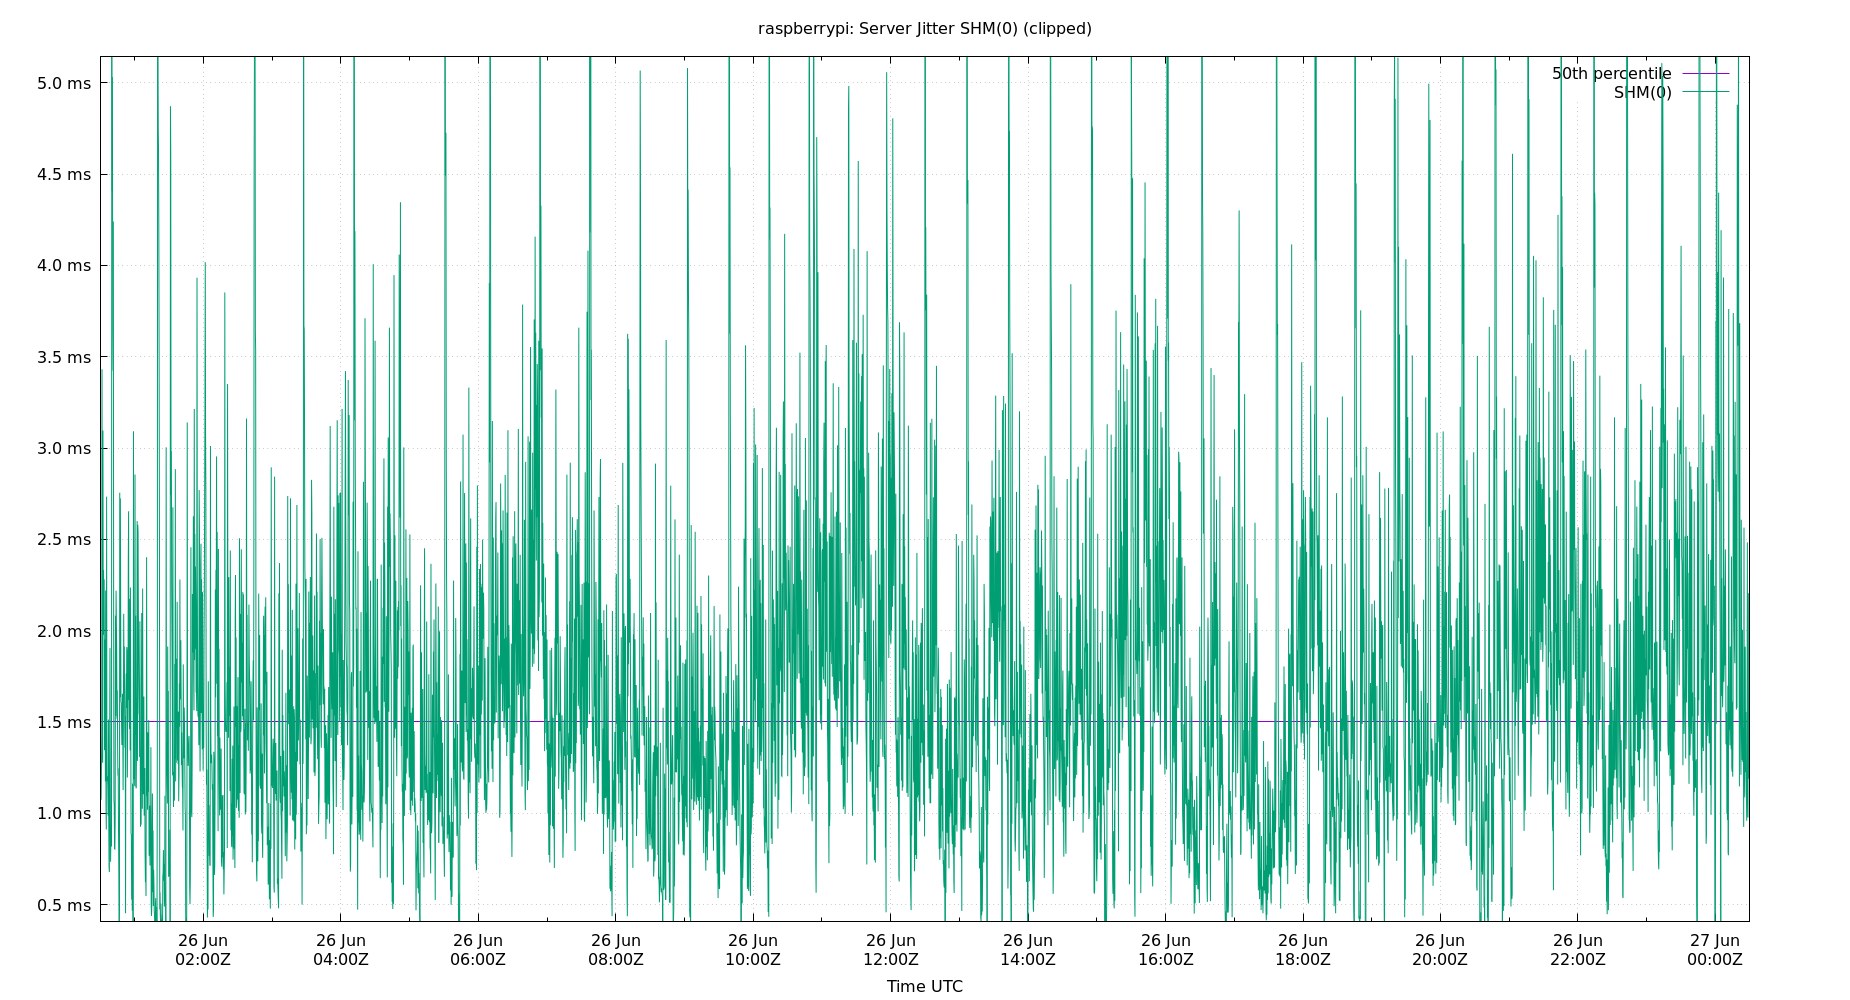 raspberrypi: Server Jitter SHM(0) (clipped)
5.0 ms
4.5 ms
4.0 ms
3.5 ms
3.0 ms
2.5 ms
2.0 ms
1.5 ms
1.0 ms
0.5 ms
50th percentile
SHM(0)
26 Jun 26 Jun 26 Jun 26 Jun 26 Jun 26 Jun 26 Jun 26 Jun 26 Jun 26 Jun 26 Jun 27 Jun
02:00Z 04:00Z 06:00Z 08:00Z 10:00Z 12:00Z 14:00Z 16:00Z 18:00Z 20:00Z 22:00Z 00:00Z
Time UTC